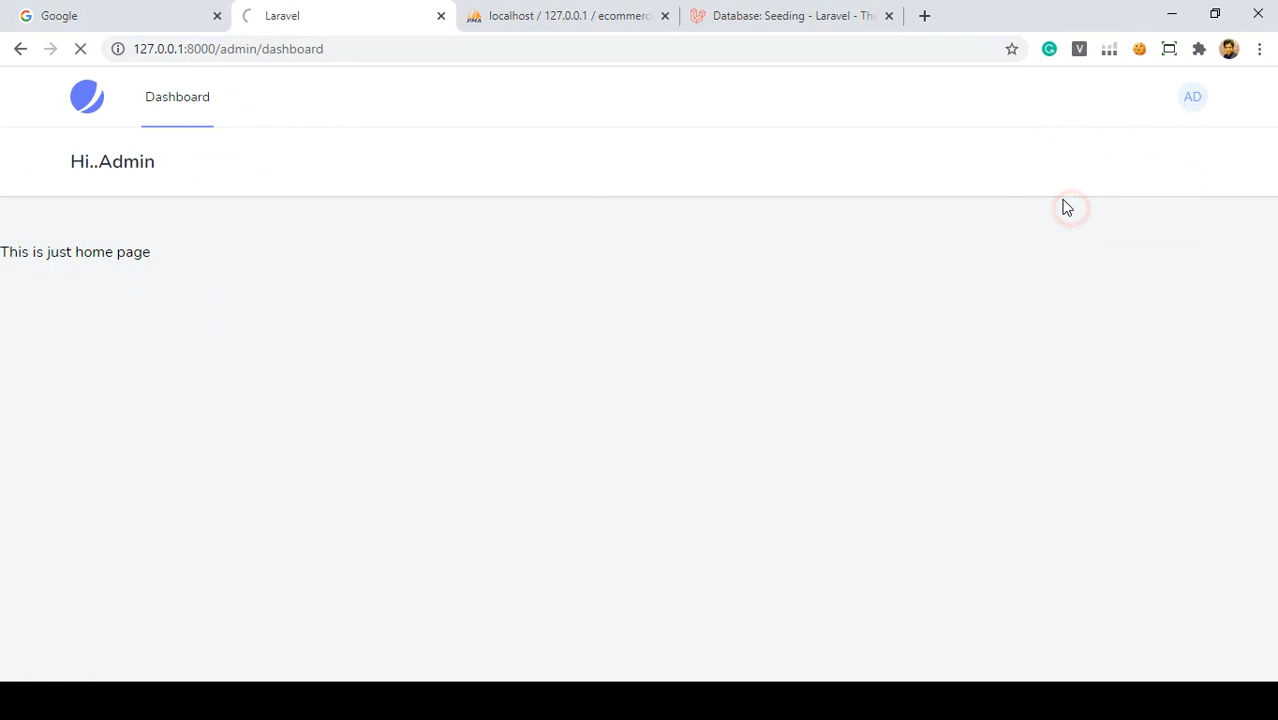 Google
Laravel
localhost / 127.0.0.1 / ecommerc
Database: Seeding - Laravel - The
127.0.0.1:8000/admin/dashboard
V
Dashboard
AD
Hi..Admin
This is just home page